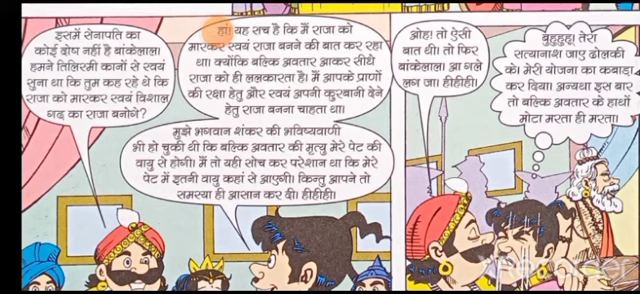 इसमें सेनापति का
कोई दोष नहीं है बांकेलाल।
हमने तिलिस्मी कानों से स्वयं
सुना था कि तुम कह रहे थे कि
राजा को मारकर स्वयं विशाल
गढ़ का राजा बनोगे?
हां! यह सच है कि मैं राजा को
मारकर स्वयं राजा बनने की बात कर रहा
था। क्योंकि बल्कि अवतार आकर सीधे
राजा को ही ललकारता है। मैं आपके प्राणों
की रक्षा हेतु और स्वयं अपनी कुरबानी देने
हेतु राजा बनना चाहता था।
मुझे भगवान शंकर की भविष्यवाणी
भी हो चुकी थी कि बल्कि अवतार की मृत्यु मेरे पेट की
वायु से होगी। मैं तो यही सोच कर परेशान था कि मेरे
पेट में इतनी वायु कहां से आएगी। किन्तु आपने तो
समस्या ही आसान कर दी। हीहीही।
ओह! तो ऐसी
बात थी। तो फिर
बांकेलाल। आ गले
लग जा। हीहीही।
बुहुहुहू। तेरा
सत्यानाश जाए ढोलकी
के। मेरी योजना का कबाड़ा
कर दिया। अन्यथा इस बार
तो बल्कि अवतार के हाथों
मोटा मरता ही मरता।